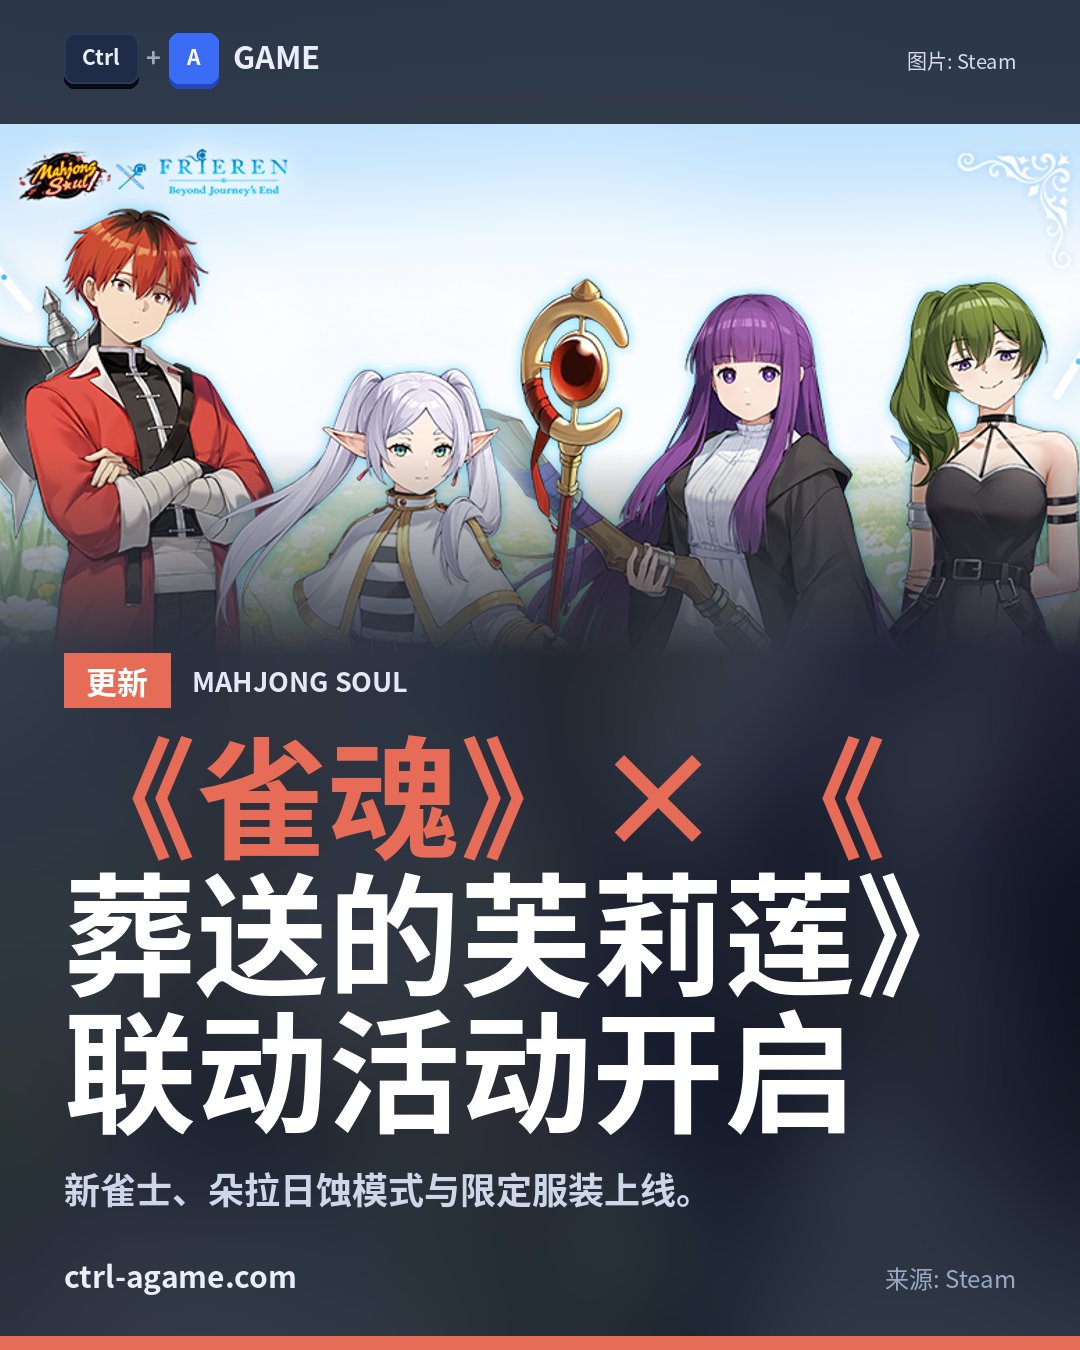 Ctrl + A GAME
图片: Steam
Mahjong Soul × FRIEREN
Beyond Journey's End
更新 MAHJONG SOUL
《雀魂》 × 《
葬送的芙莉莲》
联动活动开启
新雀士、朵拉日蚀模式与限定服装上线。
ctrl-agame.com
来源: Steam